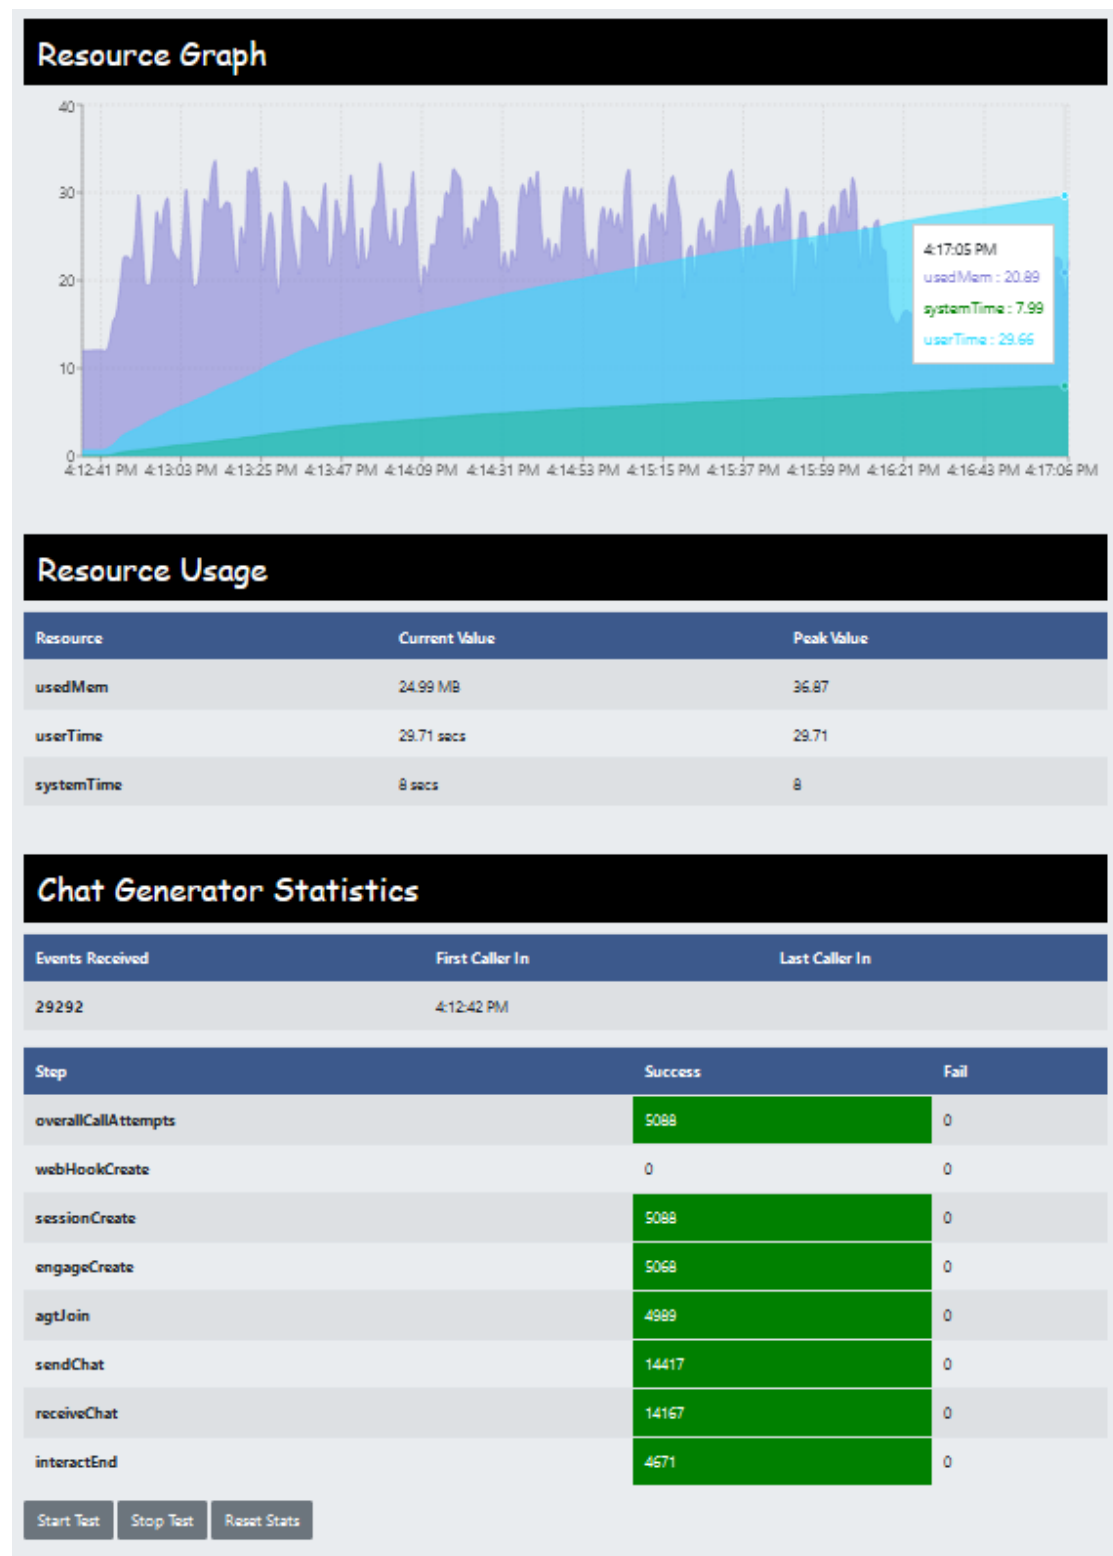 Resource Graph
40
30
20
10
0
4:17:05 PM
usedMem : 20.89
systemTime : 7.99
userTime : 29.66
4:12:41 PM 4:13:03 PM 4:13:25 PM 4:13:47 PM 4:14:09 PM 4:14:31 PM 4:14:53 PM 4:15:15 PM 4:15:37 PM 4:15:59 PM 4:16:21 PM 4:16:43 PM 4:17:06 PM
Resource Usage
Resource Current Value Peak Value
usedMem 24.99 MB 36.87
userTime 29.71 secs 29.71
systemTime 8 secs 8
Chat Generator Statistics
Events Received First Caller In Last Caller In
29292 4:12:42 PM
Step Success Fail
overallCallAttempts 5088 0
webHookCreate 0 0
sessionCreate 5088 0
engageCreate 5068 0
agtJoin 4989 0
sendChat 14417 0
receiveChat 14167 0
interactEnd 4671 0
Start Test Stop Test Reset Stats